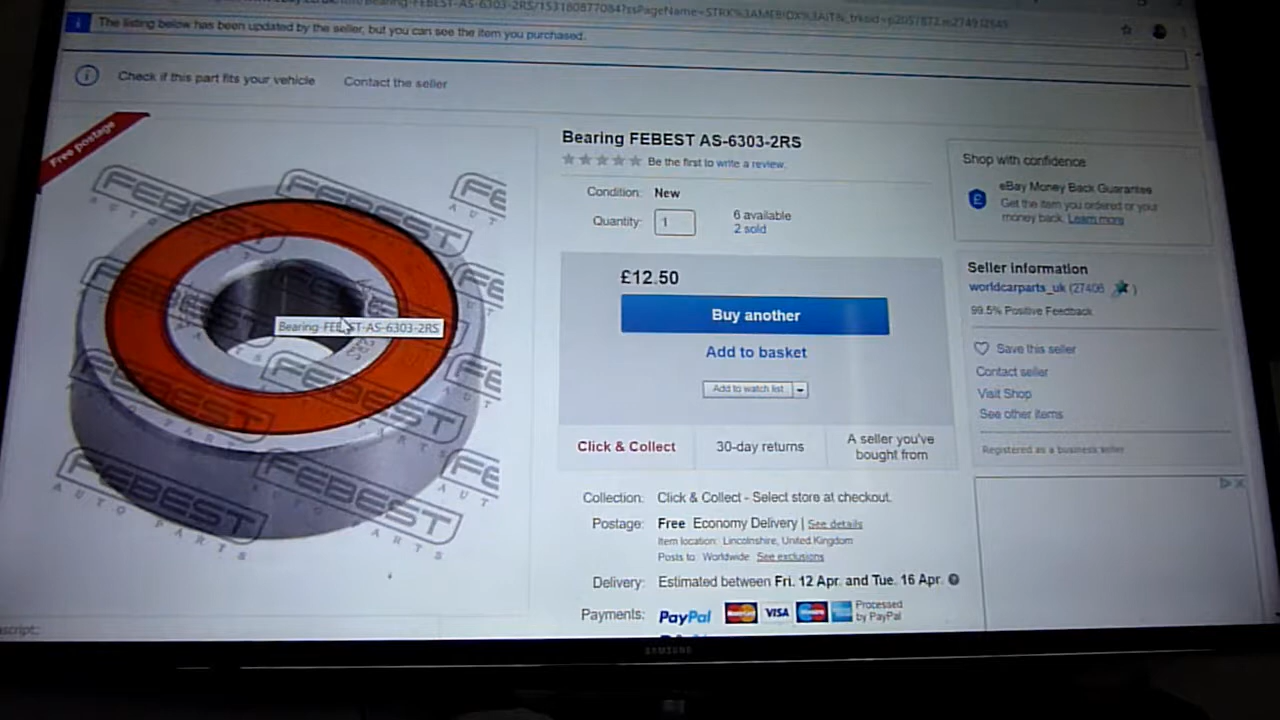 The listing below has been updated by the seller, but you can see the item you purchased.
Check if this part fits your vehicle Contact the seller
Free postage
FEBEST
AUTO PARTS
Bearing-FEBEST-AS-6303-2RS
Bearing FEBEST AS-6303-2RS
Be the first to write a review.
Condition: New
Quantity: 1 6 available
2 sold
£12.50
Buy another
Add to basket
Add to watch list
Click & Collect 30-day returns A seller you've
bought from
Collection: Click & Collect - Select store at checkout.
Postage: Free Economy Delivery | See details
Item location: Lincolnshire, United Kingdom
Posts to: Worldwide See exclusions
Delivery: Estimated between Fri. 12 Apr. and Tue. 16 Apr.
Payments: PayPal MasterCard VISA Maestro Processed
by PayPal
Shop with confidence
eBay Money Back Guarantee
Get the item you ordered or your
money back. Learn more
Seller information
worldcarparts_uk (27406 )
99.5% Positive Feedback
Save this seller
Contact seller
Visit Shop
See other items
Registered as a business seller
SAMSUNG